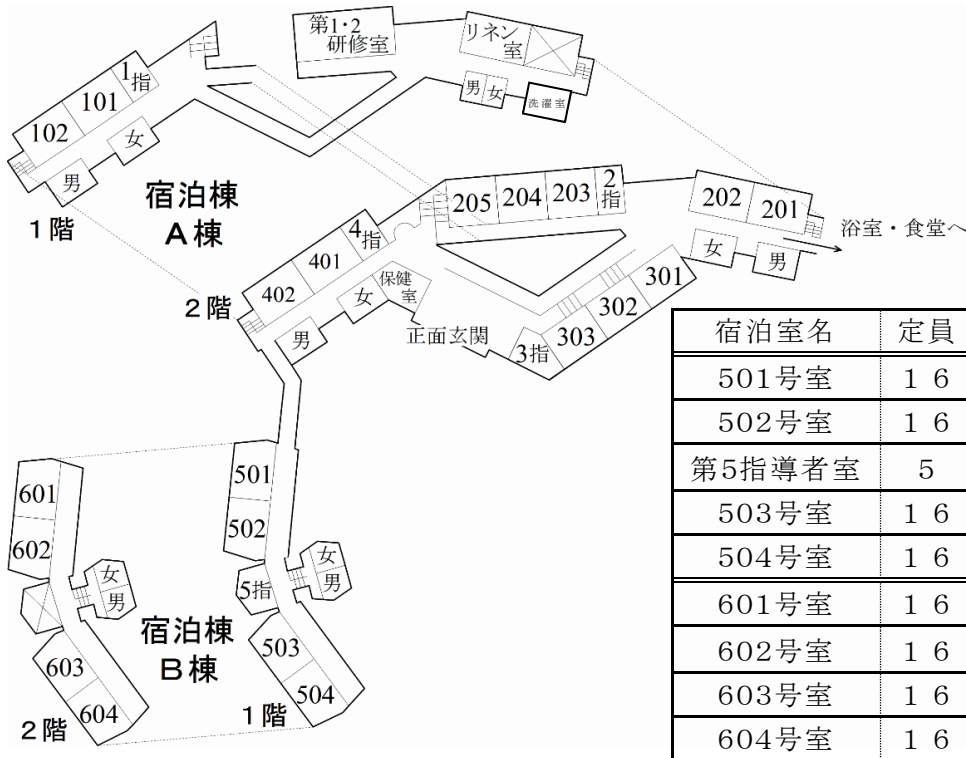 第1・2
研修室
リネン
室
1指
101
102
男
女
洗濯室
女
男
宿泊棟
A棟
1階
2指
203
204
205
202
201
浴室・食堂へ
4指
401
402
女
男
保健
室
301
302
303
3指
女
男
正面玄関
2階
宿泊室名
定員
501号室
16
502号室
16
第5指導者室
5
503号室
16
504号室
16
601号室
16
602号室
16
603号室
16
604号室
16
601
602
女
男
603
604
2階
宿泊棟
B棟
501
502
5指
女
男
503
504
1階